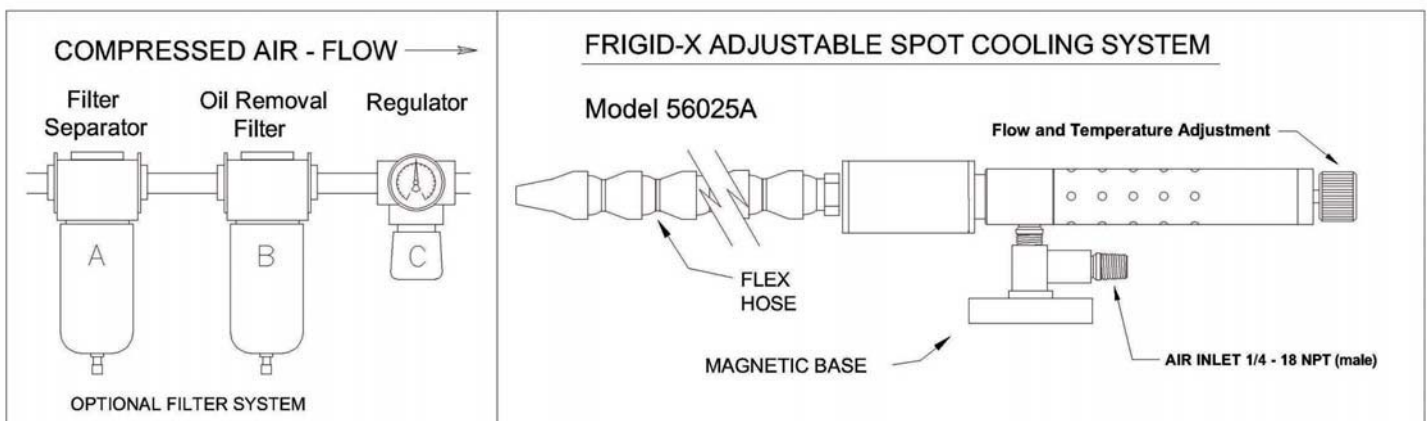 COMPRESSED AIR - FLOW
Filter
Separator
Oil Removal
Filter
Regulator
A
B
C
OPTIONAL FILTER SYSTEM
FRIGID-X ADJUSTABLE SPOT COOLING SYSTEM
Model 56025A
Flow and Temperature Adjustment
FLEX
HOSE
MAGNETIC BASE
AIR INLET 1/4 - 18 NPT (male)